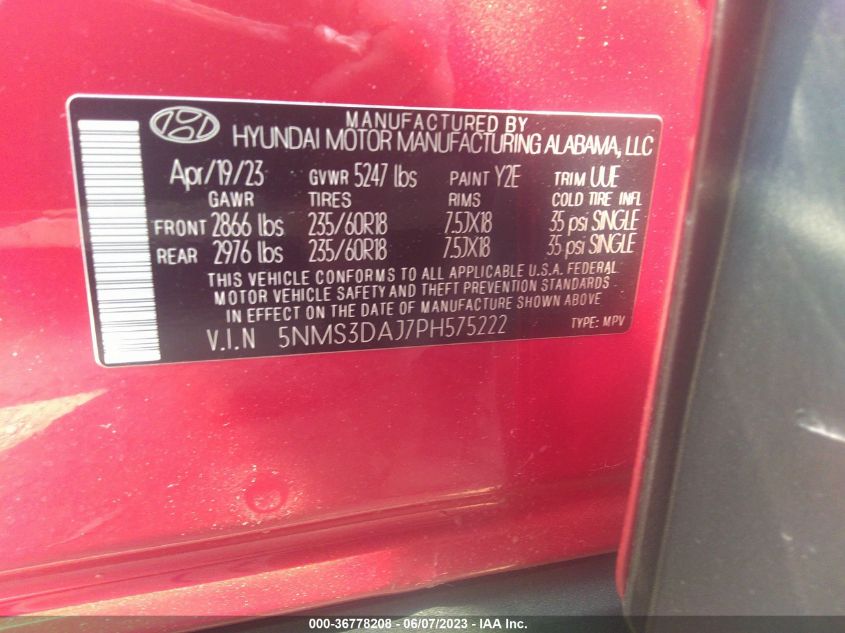 MANUFACTURED BY
HYUNDAI MOTOR MANUFACTURING ALABAMA, LLC
Apr/19/23 GVWR 5247 lbs PAINT Y2E TRIM UUE
GAWR TIRES RIMS COLD TIRE INFL
FRONT 2866 lbs 235/60R18 7.5JX18 35 psi SINGLE
REAR 2976 lbs 235/60R18 7.5JX18 35 psi SINGLE
THIS VEHICLE CONFORMS TO ALL APPLICABLE U.S.A. FEDERAL
MOTOR VEHICLE SAFETY AND THEFT PREVENTION STANDARDS
IN EFFECT ON THE DATE OF MANUFACTURE SHOWN ABOVE
V.I.N 5NMS3DAJ7PH575222 TYPE: MPV
000-36778208 - 06/07/2023 - IAA Inc.